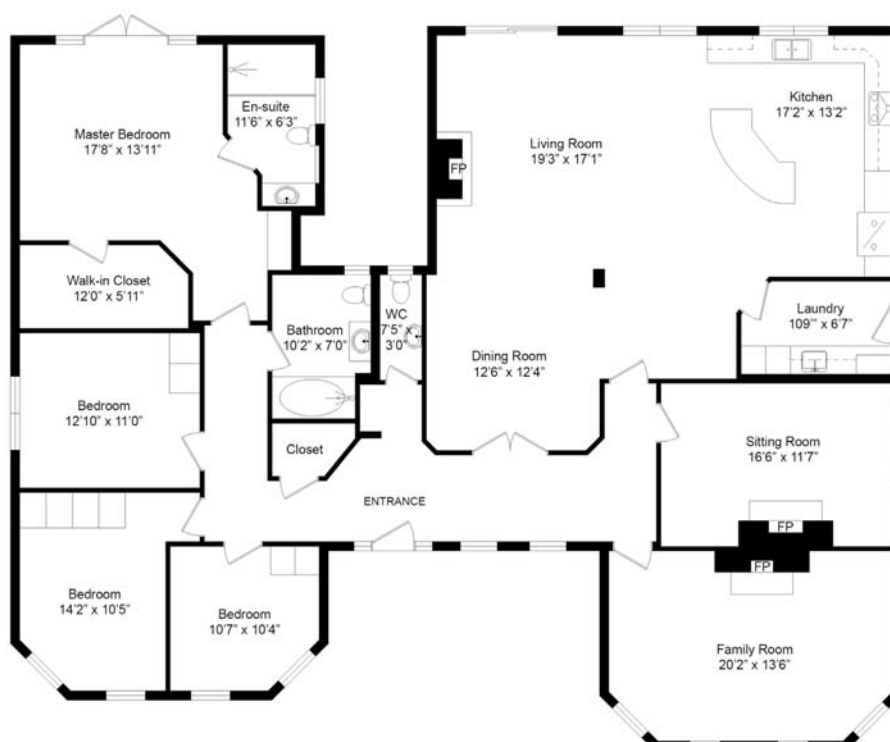 En-suite
11'6" x 6'3"
Master Bedroom
17'8" x 13'11"
Kitchen
17'2" x 13'2"
Living Room
19'3" x 17'1"
FP
Walk-in Closet
12'0" x 5'11"
Bathroom
10'2" x 7'0"
WC
7'5" x
3'0"
Laundry
109'" x 6'7"
Dining Room
12'6" x 12'4"
Bedroom
12'10" x 11'0"
Closet
Sitting Room
16'6" x 11'7"
ENTRANCE
FP
FP
Bedroom
14'2" x 10'5"
Bedroom
10'7" x 10'4"
Family Room
20'2" x 13'6"